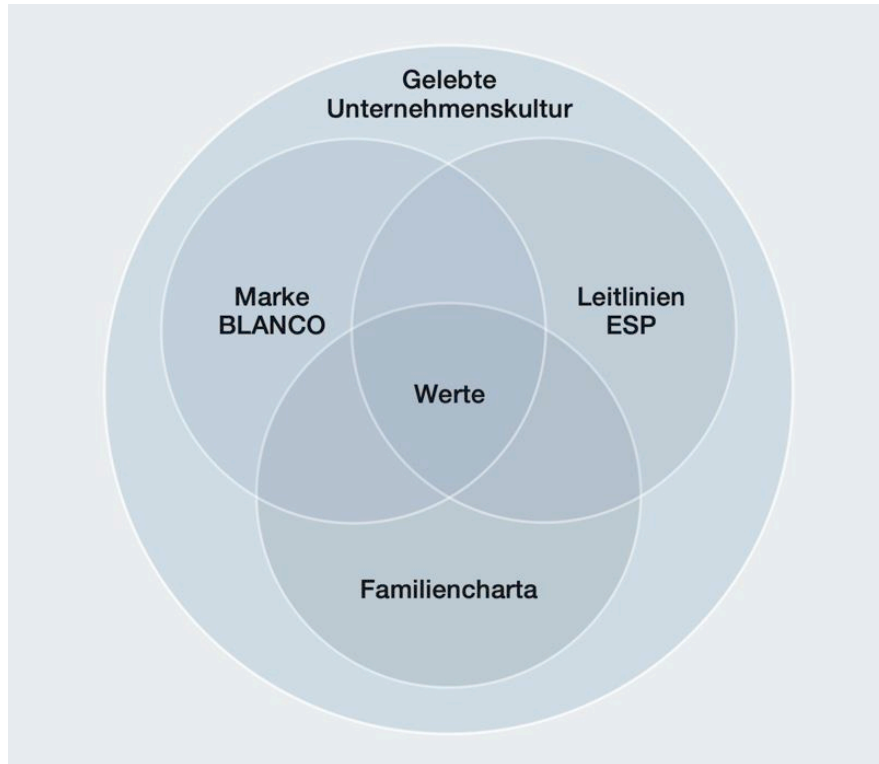 Gelebte
Unternehmenskultur
Marke
BLANCO
Leitlinien
ESP
Werte
Familiencharta